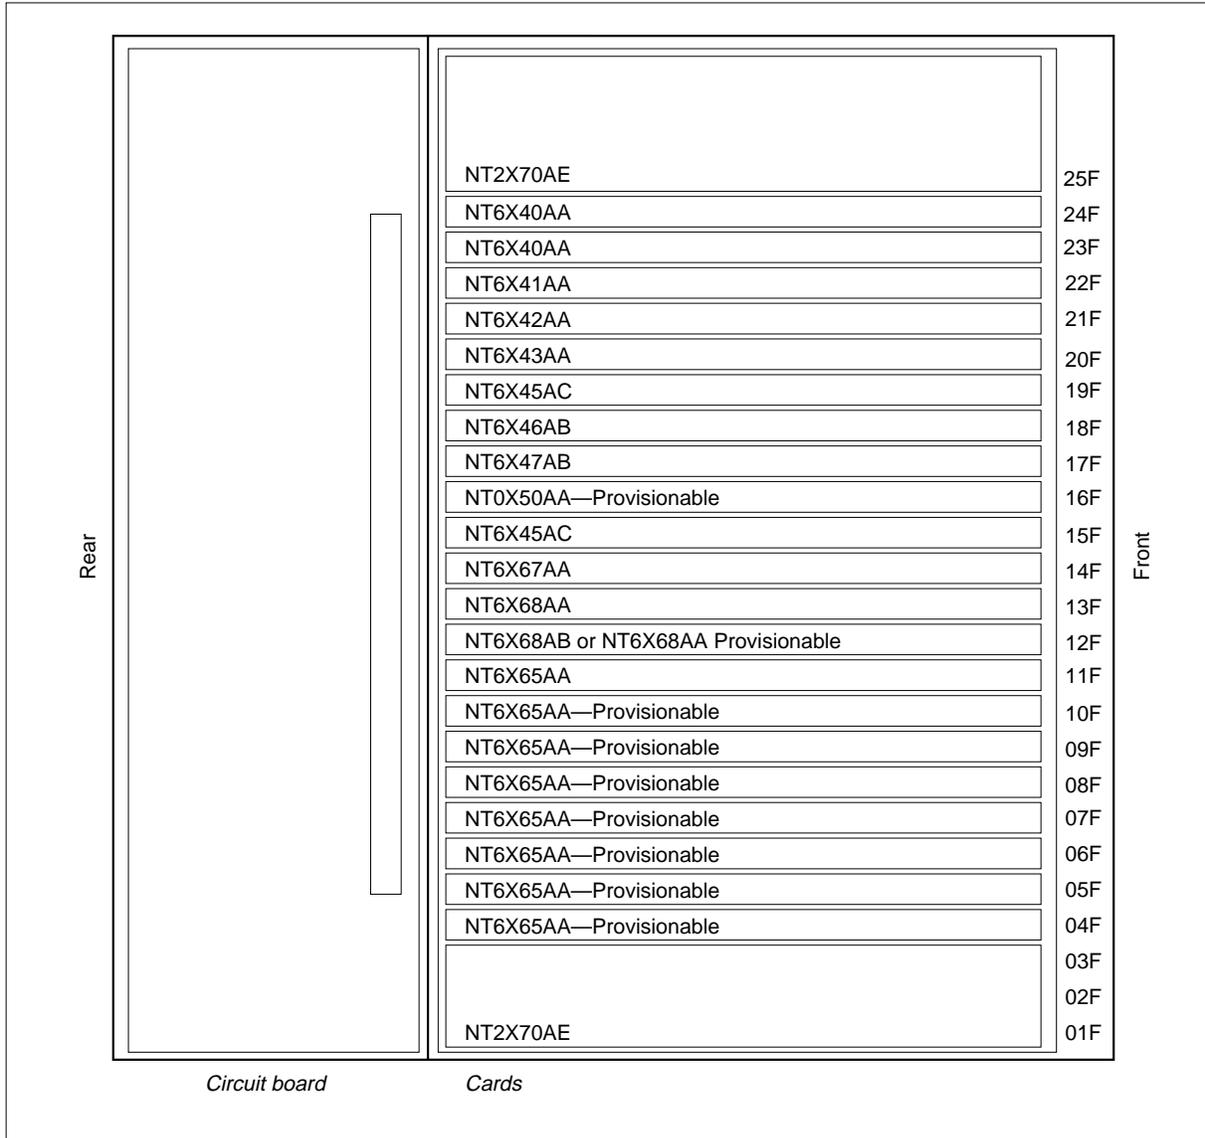 NT2X70AE 25F
NT6X40AA 24F
NT6X40AA 23F
NT6X41AA 22F
NT6X42AA 21F
NT6X43AA 20F
NT6X45AC 19F
NT6X46AB 18F
NT6X47AB 17F
NT0X50AA—Provisionable 16F
NT6X45AC 15F
Rear
Front
NT6X67AA 14F
NT6X68AA 13F
NT6X68AB or NT6X68AA Provisionable 12F
NT6X65AA 11F
NT6X65AA—Provisionable 10F
NT6X65AA—Provisionable 09F
NT6X65AA—Provisionable 08F
NT6X65AA—Provisionable 07F
NT6X65AA—Provisionable 06F
NT6X65AA—Provisionable 05F
NT6X65AA—Provisionable 04F
03F
02F
NT2X70AE 01F
Circuit board
Cards